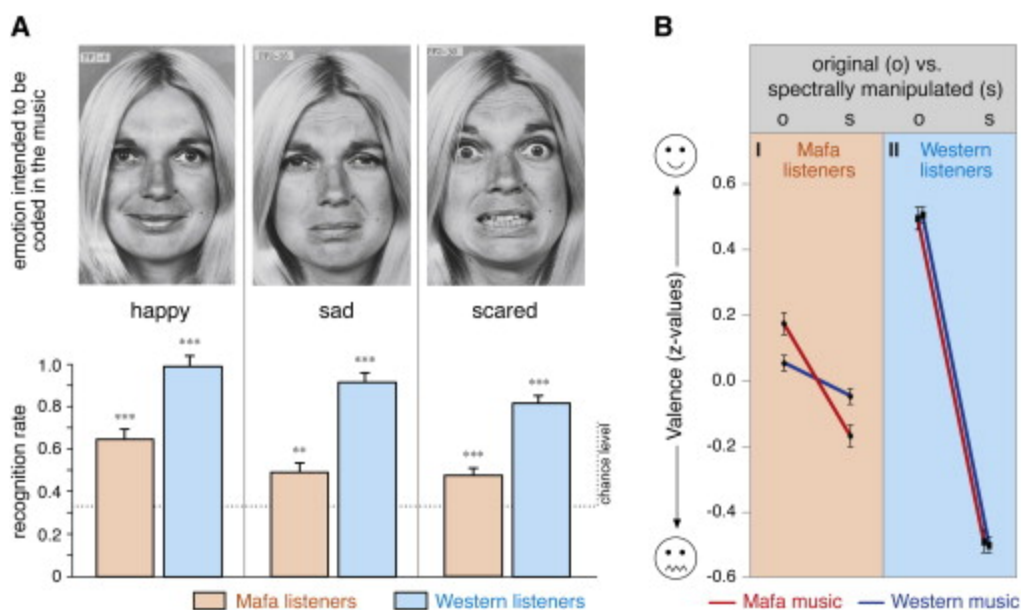 A
emotion intended to be
coded in the music
happy
sad
scared
recognition rate
1.0
0.8
0.6
0.4
0.2
0
***
***
**
***
***
***
chance level
Mafa listeners
Western listeners
B
original (o) vs.
spectrally manipulated (s)
O S O S
I Mafa
listeners
II Western
listeners
Valence (z-values)
0.6
0.4
0.2
0.0
-0.2
-0.4
-0.6
-0.6
Mafa music
Western music